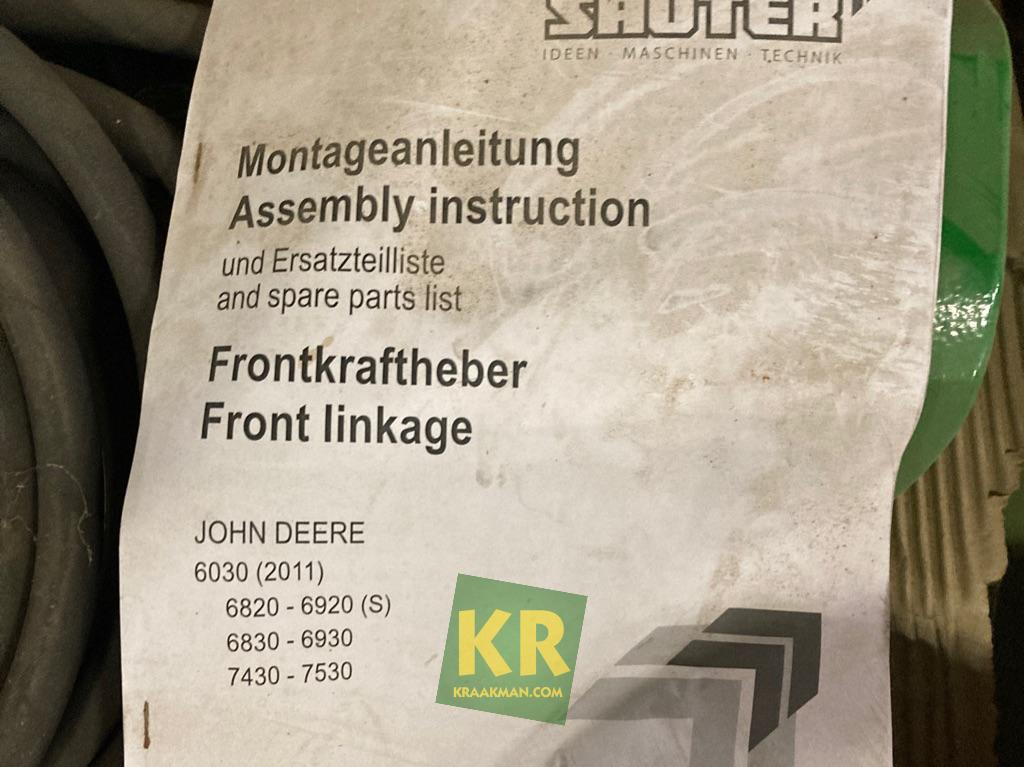 SAUTER
IDEEN · MASCHINEN · TECHNIK
Montageanleitung
Assembly instruction
und Ersatzteilliste
and spare parts list
Frontkraftheber
Front linkage
JOHN DEERE
6030 (2011)
6820 - 6920 (S)
6830 - 6930
7430 - 7530
KR
KRAAKMAN.COM